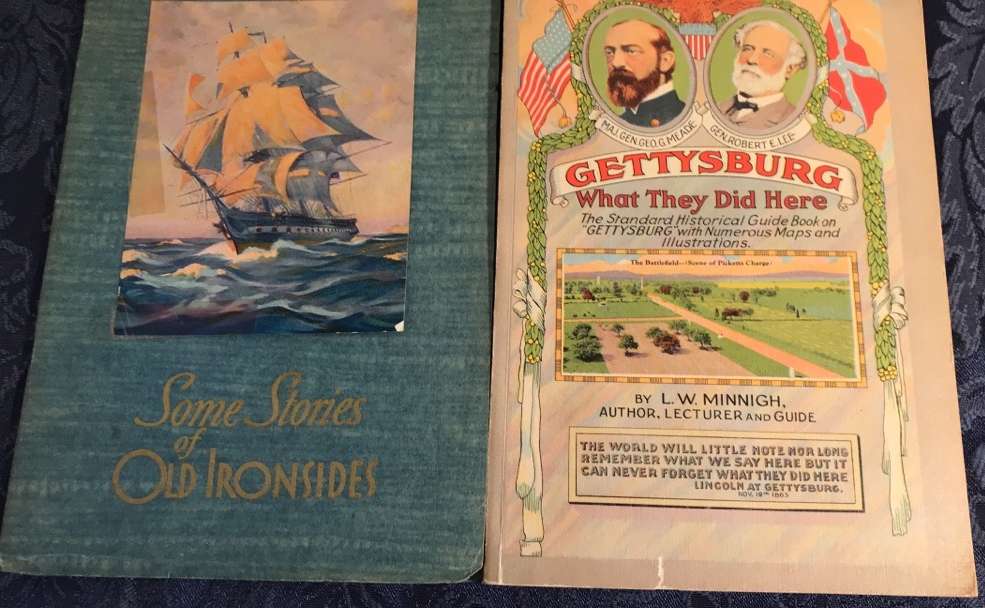 Some Stories
of
OLD IRONSIDES
MAJ. GEN. GEO. G. MEADE
GEN. ROBERT E. LEE
GETTYSBURG
What They Did Here
The Standard Historical Guide Book on
"GETTYSBURG" with Numerous Maps and
Illustrations.
The Battlefield—(Scene of Picketts Charge)
BY L. W. MINNIGH,
AUTHOR, LECTURER AND GUIDE
THE WORLD WILL LITTLE NOTE NOR LONG
REMEMBER WHAT WE SAY HERE BUT IT
CAN NEVER FORGET WHAT THEY DID HERE
LINCOLN AT GETTYSBURG.
NOV. 19TH 1863